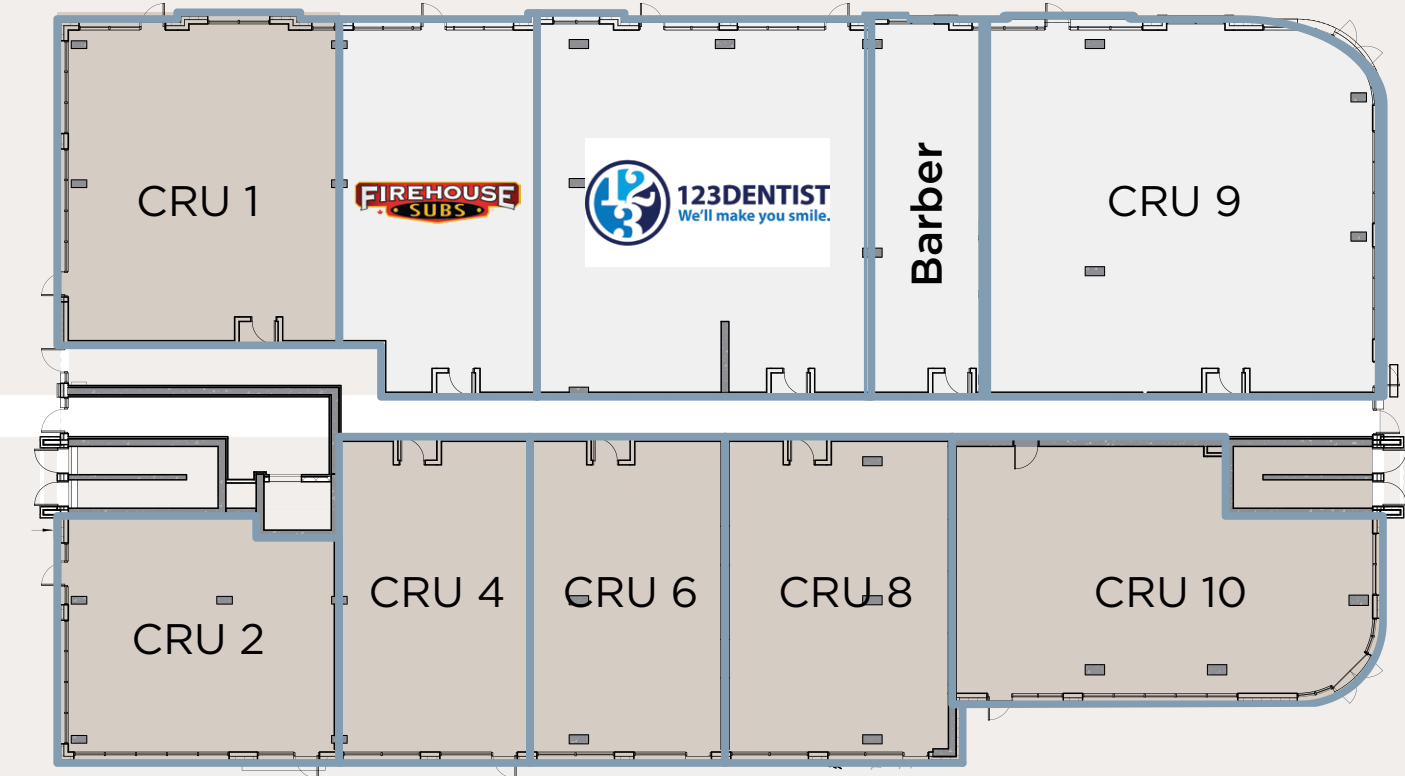 CRU 1
FIREHOUSE
SUBS
123
123DENTIST
We'll make you smile.
Barber
CRU 9
CRU 2
CRU 4
CRU 6
CRU 8
CRU 10